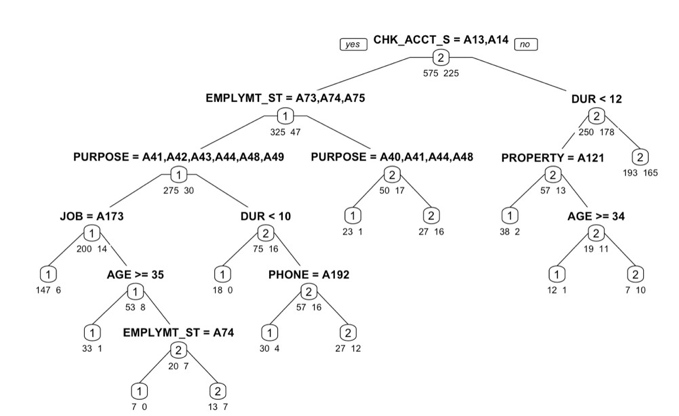 yes CHK_ACCT_S = A13,A14 no
2
575 225
EMPLYMT_ST = A73,A74,A75 DUR < 12
1 2
325 47 250 178
PURPOSE = A41,A42,A43,A44,A48,A49 PURPOSE = A40,A41,A44,A48 PROPERTY = A121 2
1 2 2 193 165
275 30 50 17 57 13
JOB = A173 DUR < 10 1 2 1 AGE >= 34
1 2 23 1 27 16 38 2 2
200 14 75 16 19 11
1 AGE >= 35 1 PHONE = A192 1 2
147 6 1 18 0 2 12 1 7 10
53 8 57 16
1 EMPLYMT_ST = A74 1 2
33 1 2 30 4 27 12
20 7
1 2
7 0 13 7